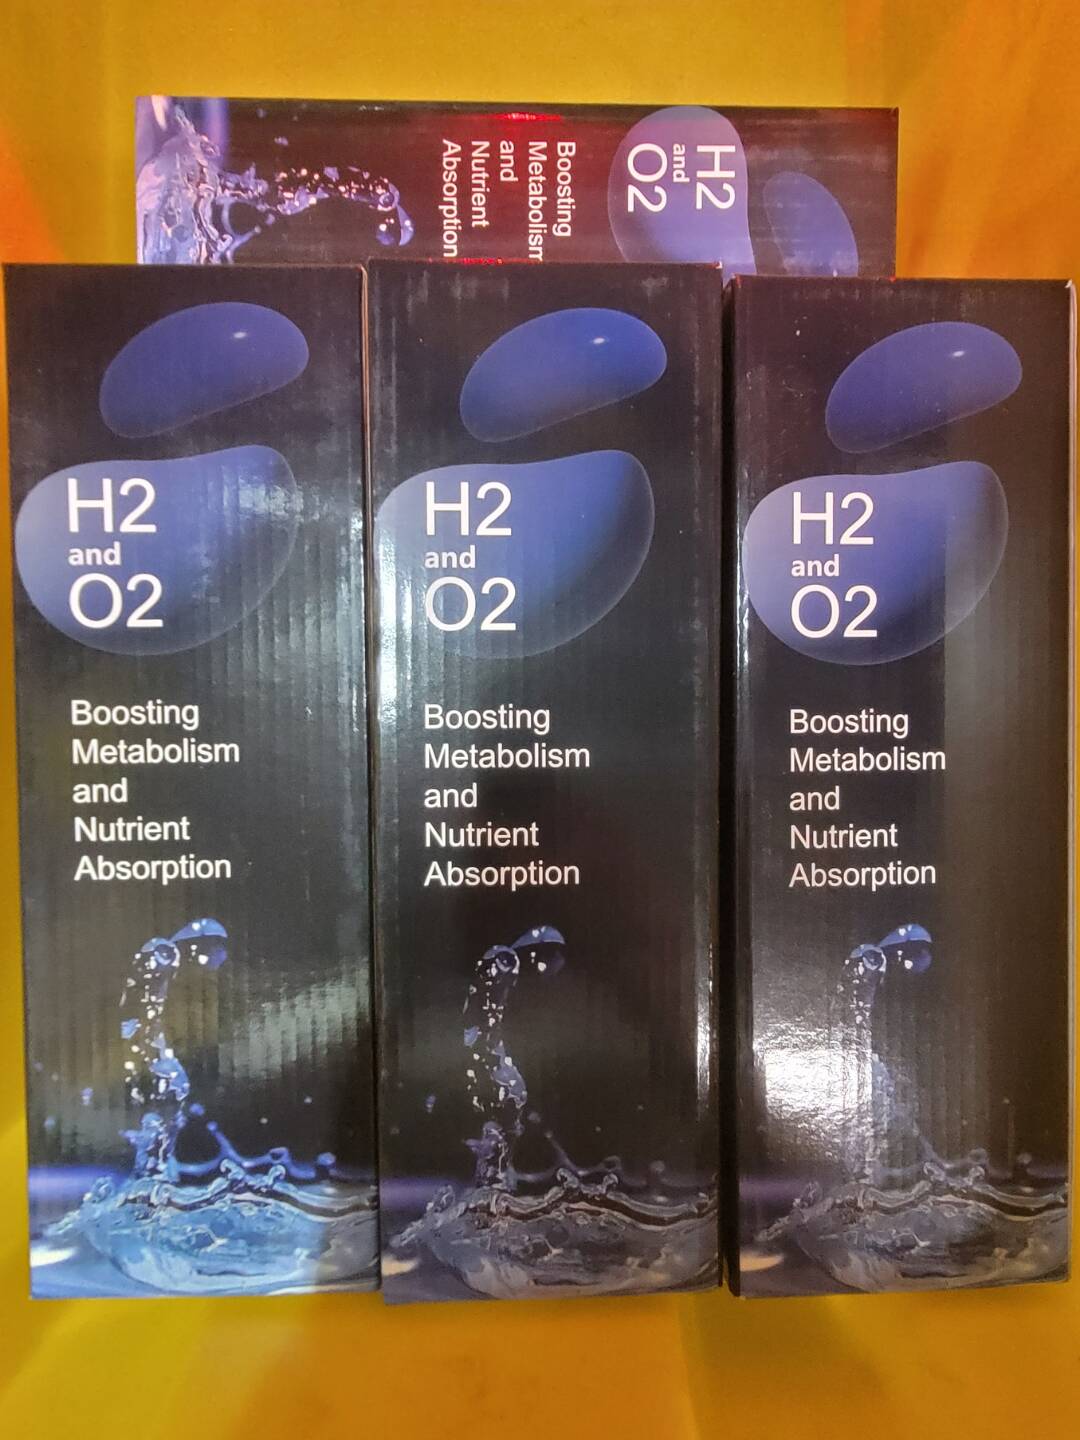 H2
and
O2
Boosting
Metabolism
and
Nutrient
Absorption
H2
and
O2
Boosting
Metabolism
and
Nutrient
Absorption
H2
and
O2
Boosting
Metabolism
and
Nutrient
Absorption
H2
and
O2
Boosting
Metabolism
and
Nutrient
Absorption